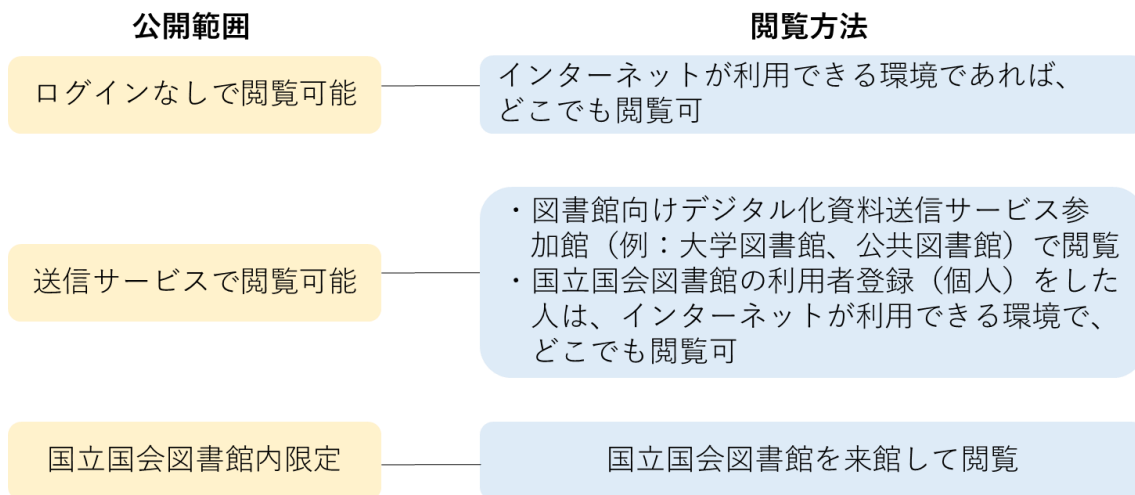 公開範囲
閲覧方法
ログインなしで閲覧可能
インターネットが利用できる環境であれば、
どこでも閲覧可
送信サービスで閲覧可能
・図書館向けデジタル化資料送信サービス参
加館（例：大学図書館、公共図書館）で閲覧
・国立国会図書館の利用者登録（個人）をした
人は、インターネットが利用できる環境で、
どこでも閲覧可
国立国会図書館内限定
国立国会図書館を来館して閲覧